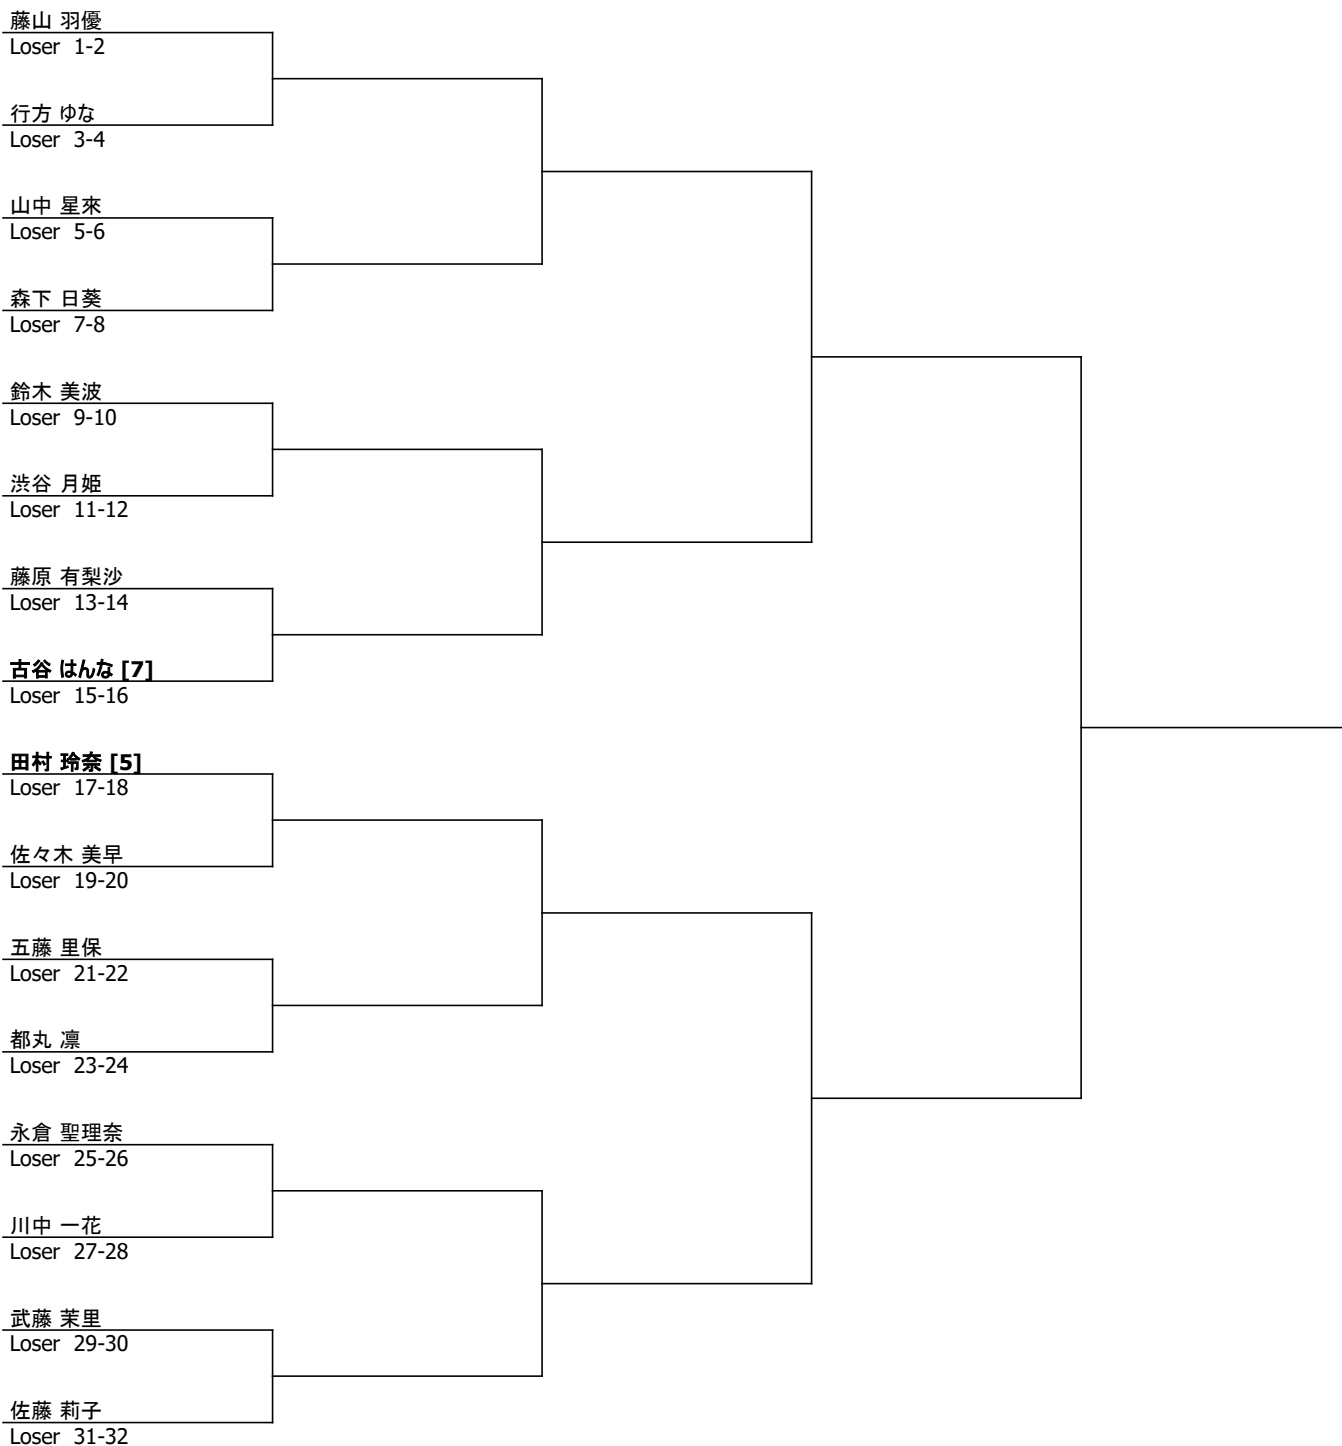 藤山 羽優
Loser 1-2
行方 ゆな
Loser 3-4
山中 星來
Loser 5-6
森下 日葵
Loser 7-8
鈴木 美波
Loser 9-10
渋谷 月姫
Loser 11-12
藤原 有梨沙
Loser 13-14
古谷 はんな [7]
Loser 15-16
田村 玲奈 [5]
Loser 17-18
佐々木 美早
Loser 19-20
五藤 里保
Loser 21-22
都丸 凛
Loser 23-24
永倉 聖理奈
Loser 25-26
川中 一花
Loser 27-28
武藤 茉里
Loser 29-30
佐藤 莉子
Loser 31-32